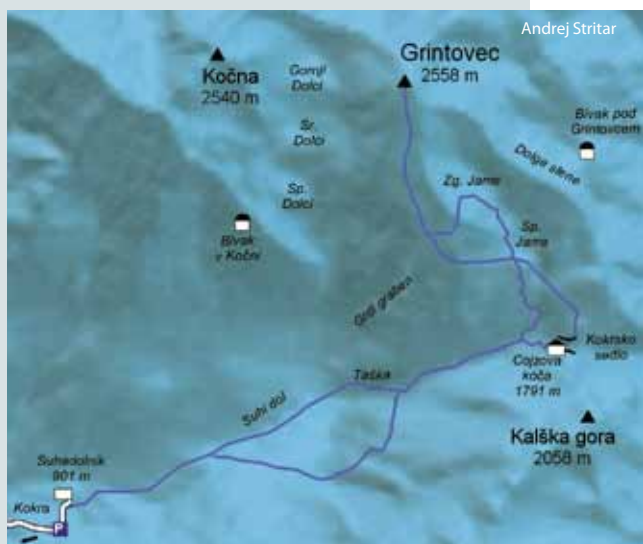 Andrej Stritar
Grintovec
2558 m
Kočna
2540 m
Gornji
Dolci
Sr.
Dolci
Sp.
Dolci
Bivak pod
Grintovcem
Dolge stene
Zg. Jame
Sp.
Jame
Bivak
v Kočni
Grdi graben
Kokrsko
sedlo
Cojzova
koča
1791 m
Taška
Suhi dol
Kalška gora
2058 m
Suhadolnik
901 m
Kokra
P